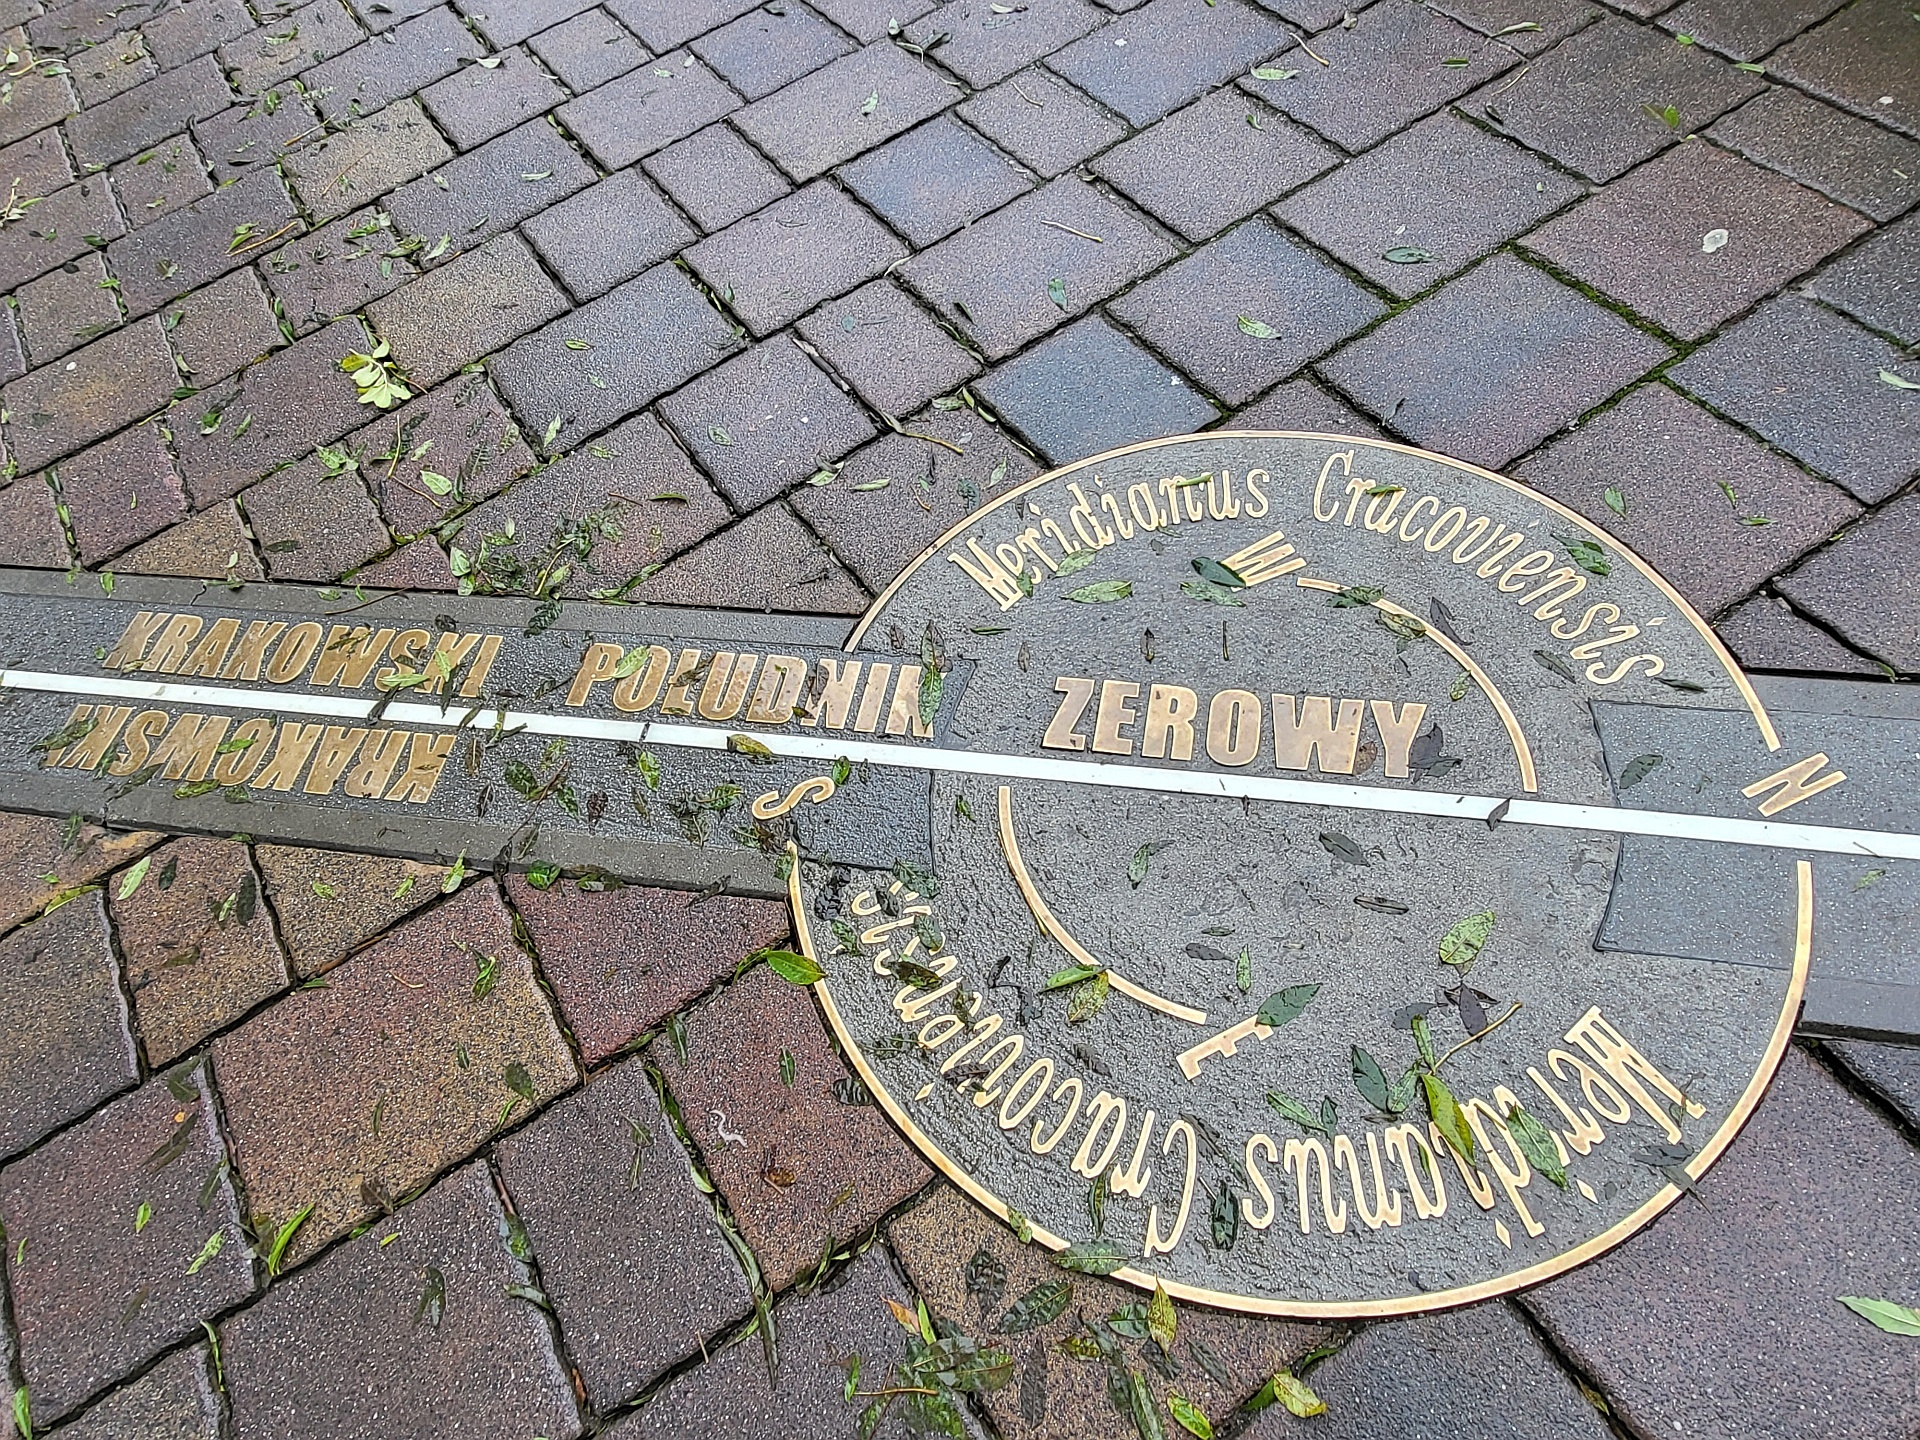 Meridianus Cracoviensis
W
KRAKOWSKI POŁUDNIK ZEROWY
KRAKOWSKI
S
N
E
Meridianus Cracoviensis